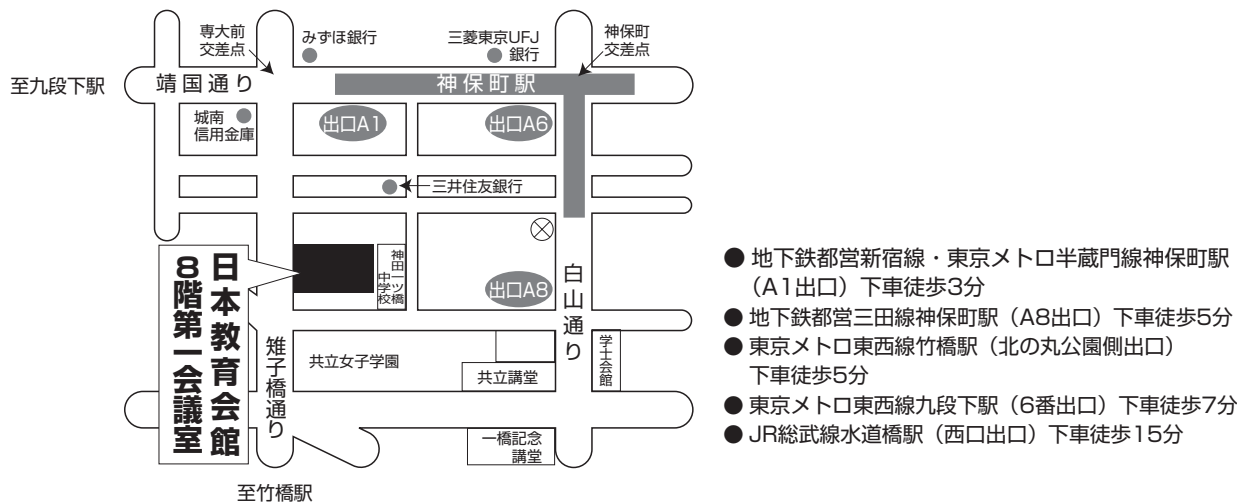 専大前
交差点
みずほ銀行
三菱東京UFJ
銀行
神保町
交差点
至九段下駅
靖国通り
神保町駅
城南
信用金庫
出口A1
出口A6
三井住友銀行
日本教育会館
8階第一会議室
神田一ツ橋
中学校
出口A8
白山通り
雉子橋通り
共立女子学園
共立講堂
学士会館
一橋記念
講堂
至竹橋駅
● 地下鉄都営新宿線・東京メトロ半蔵門線神保町駅
（A1出口）下車徒歩3分
● 地下鉄都営三田線神保町駅（A8出口）下車徒歩5分
● 東京メトロ東西線竹橋駅（北の丸公園側出口）
下車徒歩5分
● 東京メトロ東西線九段下駅（6番出口）下車徒歩7分
● JR総武線水道橋駅（西口出口）下車徒歩15分